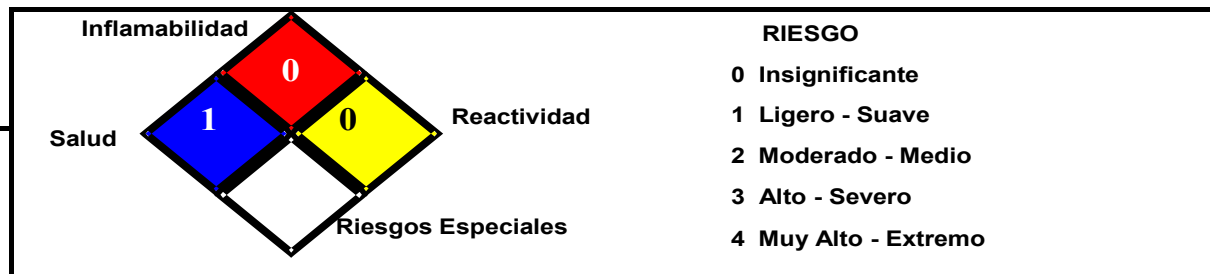 Inflamabilidad
0
1
0
Salud
Reactividad
Riesgos Especiales
RIESGO
0 Insignificante
1 Ligero - Suave
2 Moderado - Medio
3 Alto - Severo
4 Muy Alto - Extremo